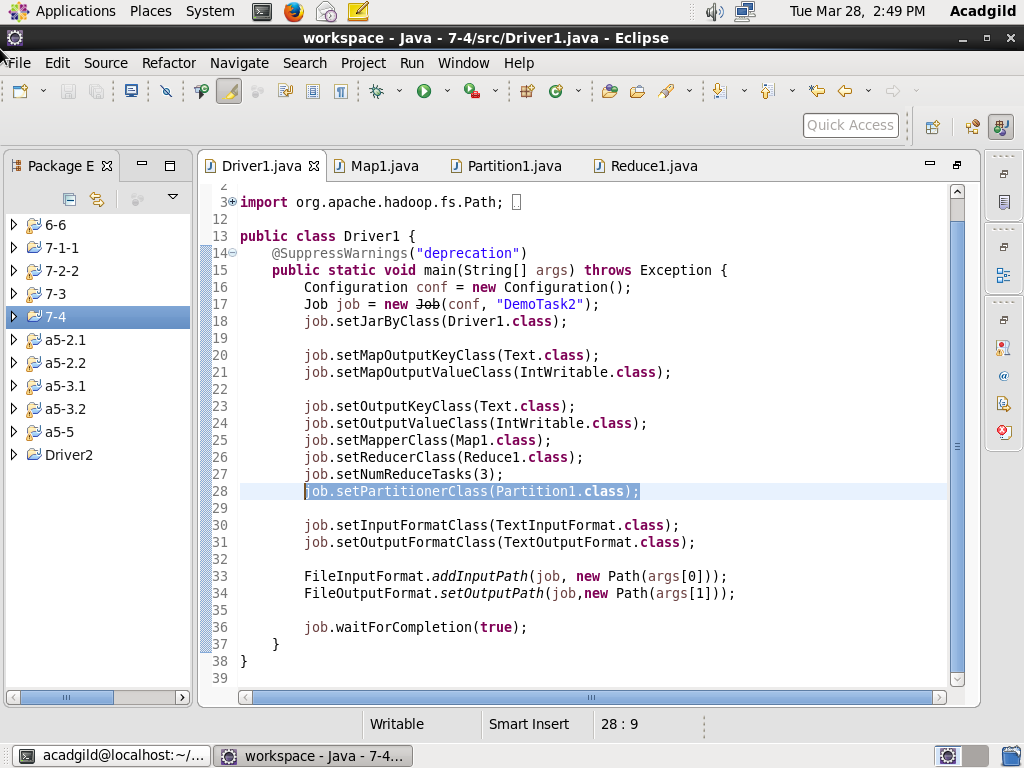 Applications Places System Tue Mar 28, 2:49 PM Acadgild
workspace - Java - 7-4/src/Driver1.java - Eclipse
File Edit Source Refactor Navigate Search Project Run Window Help
Quick Access
Package E
Driver1.java Map1.java Partition1.java Reduce1.java
6-6
7-1-1
7-2-2
7-3
7-4
a5-2.1
a5-2.2
a5-3.1
a5-3.2
a5-5
Driver2
2
3 import org.apache.hadoop.fs.Path;
12
13 public class Driver1 {
14 @SuppressWarnings("deprecation")
15 public static void main(String[] args) throws Exception {
16 Configuration conf = new Configuration();
17 Job job = new Job(conf, "DemoTask2");
18 job.setJarByClass(Driver1.class);
19
20 job.setMapOutputKeyClass(Text.class);
21 job.setMapOutputValueClass(IntWritable.class);
22
23 job.setOutputKeyClass(Text.class);
24 job.setOutputValueClass(IntWritable.class);
25 job.setMapperClass(Map1.class);
26 job.setReducerClass(Reduce1.class);
27 job.setNumReduceTasks(3);
28 job.setPartitionerClass(Partition1.class);
29
30 job.setInputFormatClass(TextInputFormat.class);
31 job.setOutputFormatClass(TextOutputFormat.class);
32
33 FileInputFormat.addInputPath(job, new Path(args[0]));
34 FileOutputFormat.setOutputPath(job,new Path(args[1]));
35
36 job.waitForCompletion(true);
37 }
38 }
39
Writable Smart Insert 28 : 9
acadgild@localhost:~/... workspace - Java - 7-4...